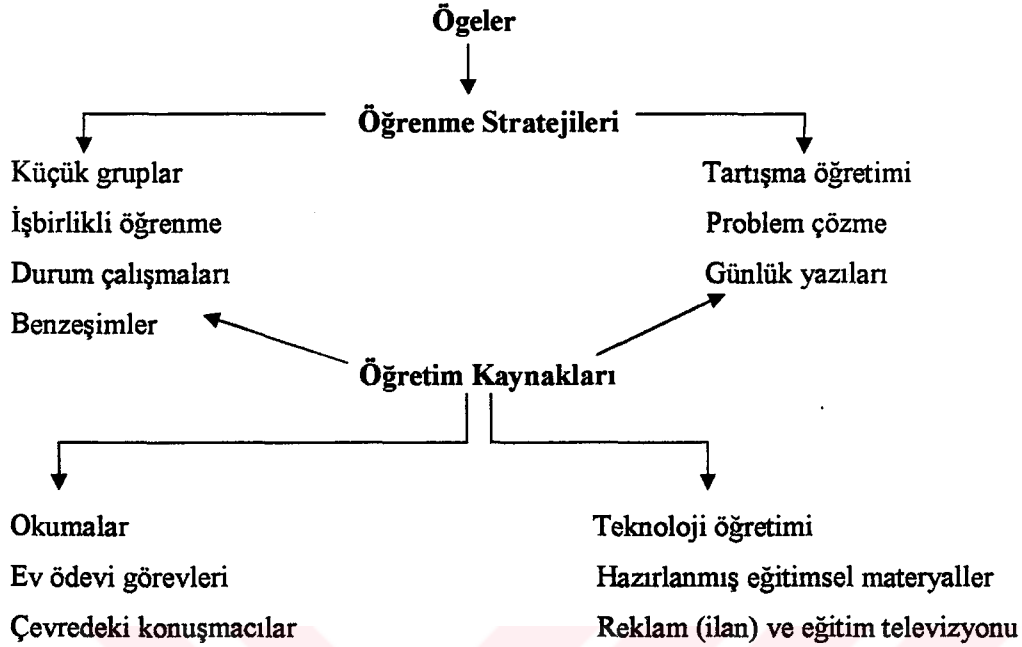 Ögeler
Öğrenme Stratejileri
Küçük gruplar
İşbirlikli öğrenme
Durum çalışmaları
Benzeşimler
Tartışma öğretimi
Problem çözme
Günlük yazıları
Öğretim Kaynakları
Okumalar
Ev ödevi görevleri
Çevredeki konuşmacılar
Teknoloji öğretimi
Hazırlanmış eğitimsel materyaller
Reklam (ilan) ve eğitim televizyonu